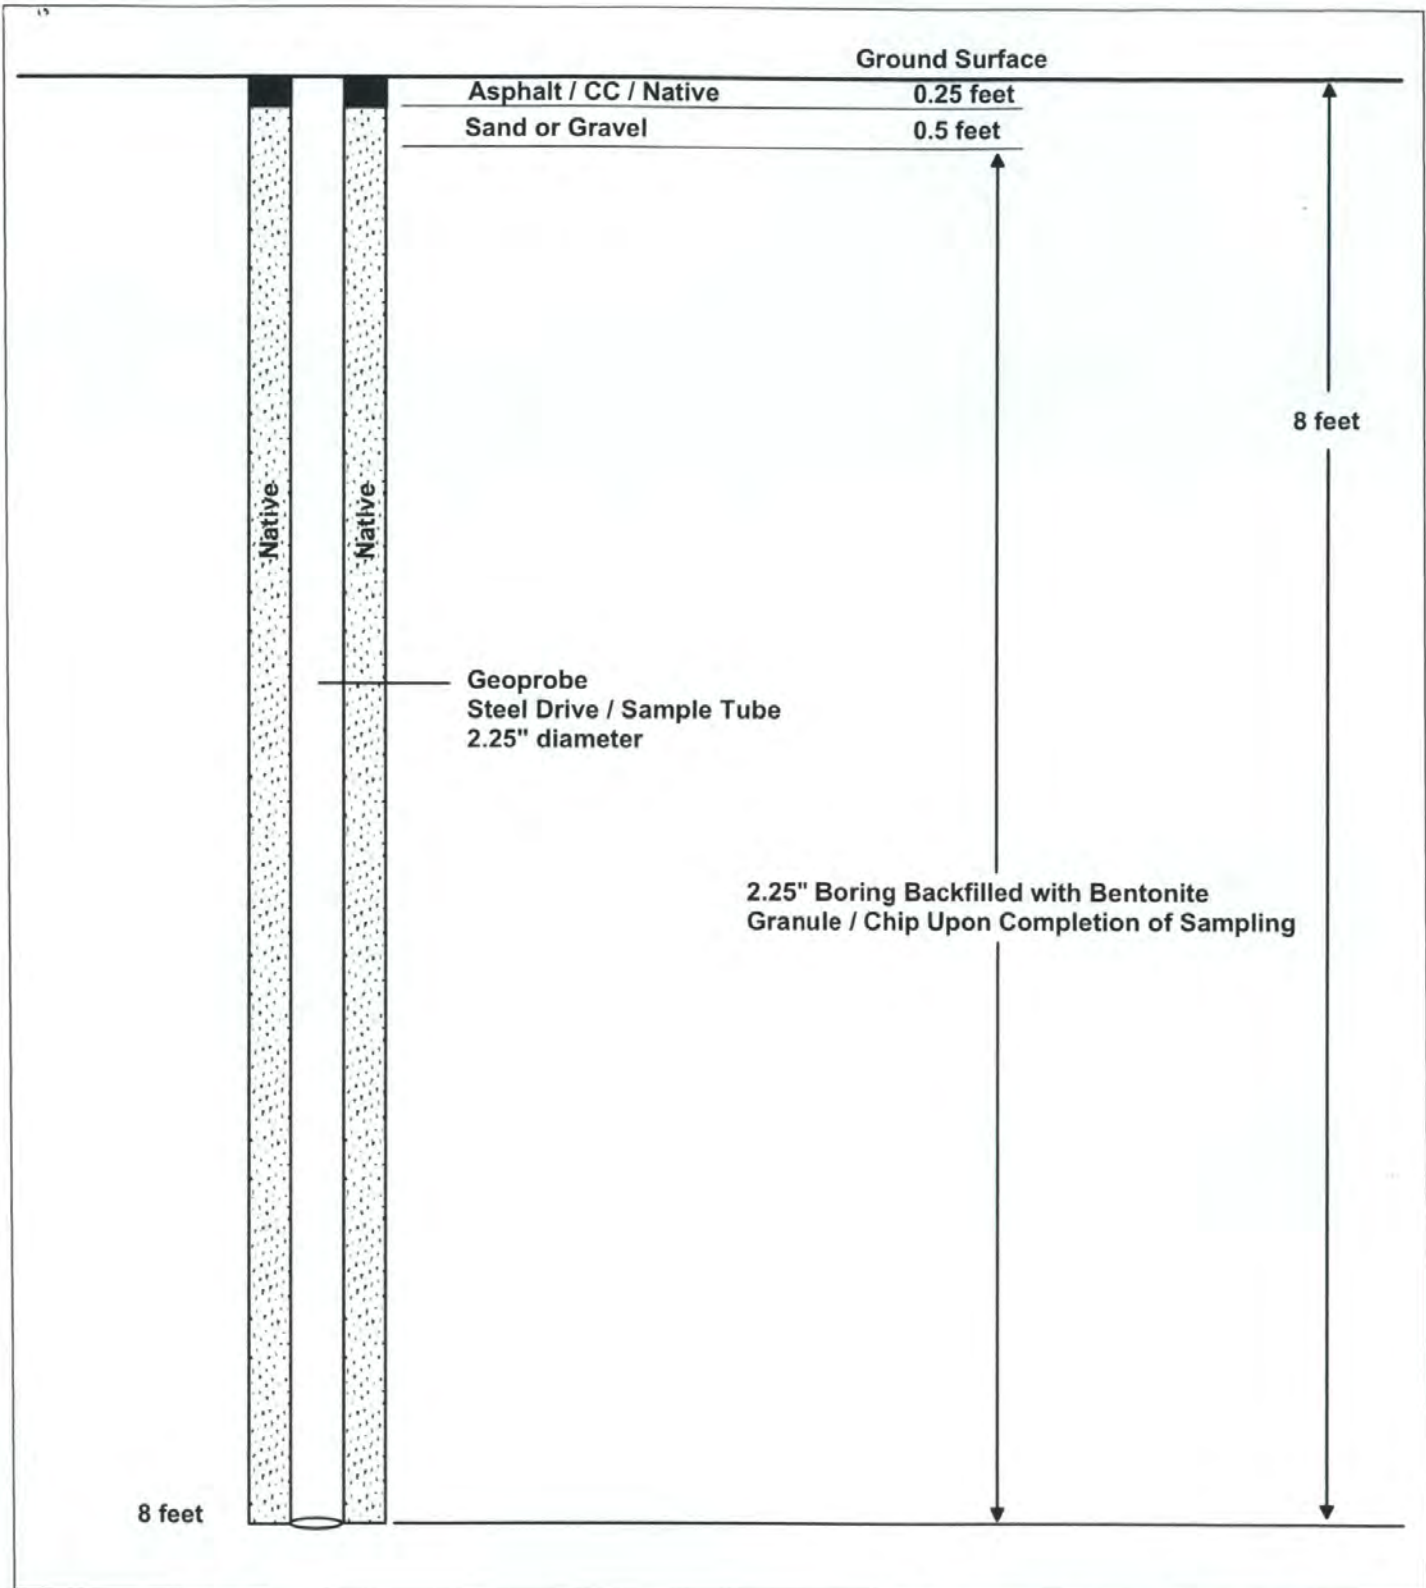 Ground Surface
Asphalt / CC / Native 0.25 feet
Sand or Gravel 0.5 feet
8 feet
Native
Native
Geoprobe
Steel Drive / Sample Tube
2.25" diameter
2.25" Boring Backfilled with Bentonite
Granule / Chip Upon Completion of Sampling
8 feet